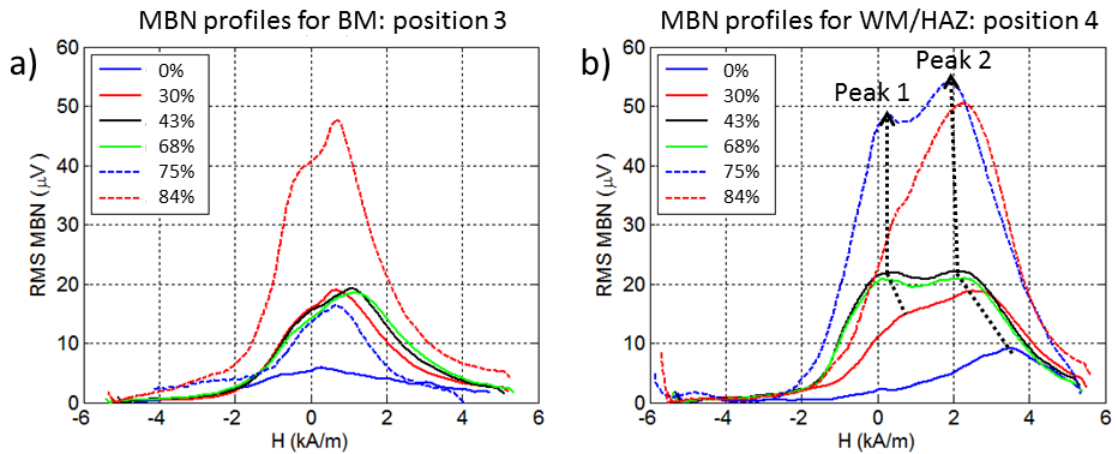 MBN profiles for BM: position 3
a)
60
50
40
30
20
10
0
RMS MBN (μV)
0%
30%
43%
68%
75%
84%
-6 -4 -2 0 2 4 6
H (kA/m)
MBN profiles for WM/HAZ: position 4
b)
60
50
40
30
20
10
0
RMS MBN (μV)
0%
30%
43%
68%
75%
84%
Peak 1
Peak 2
-6 -4 -2 0 2 4 6
H (kA/m)